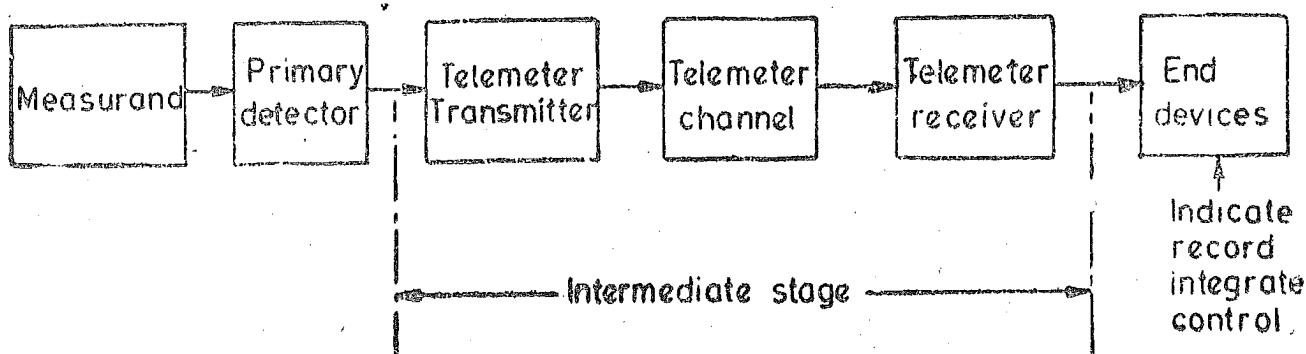 Measurand
Primary
detector
Telemeter
Transmitter
Telemeter
channel
Telemeter
receiver
End
devices
Indicate
record
integrate
control
Intermediate stage